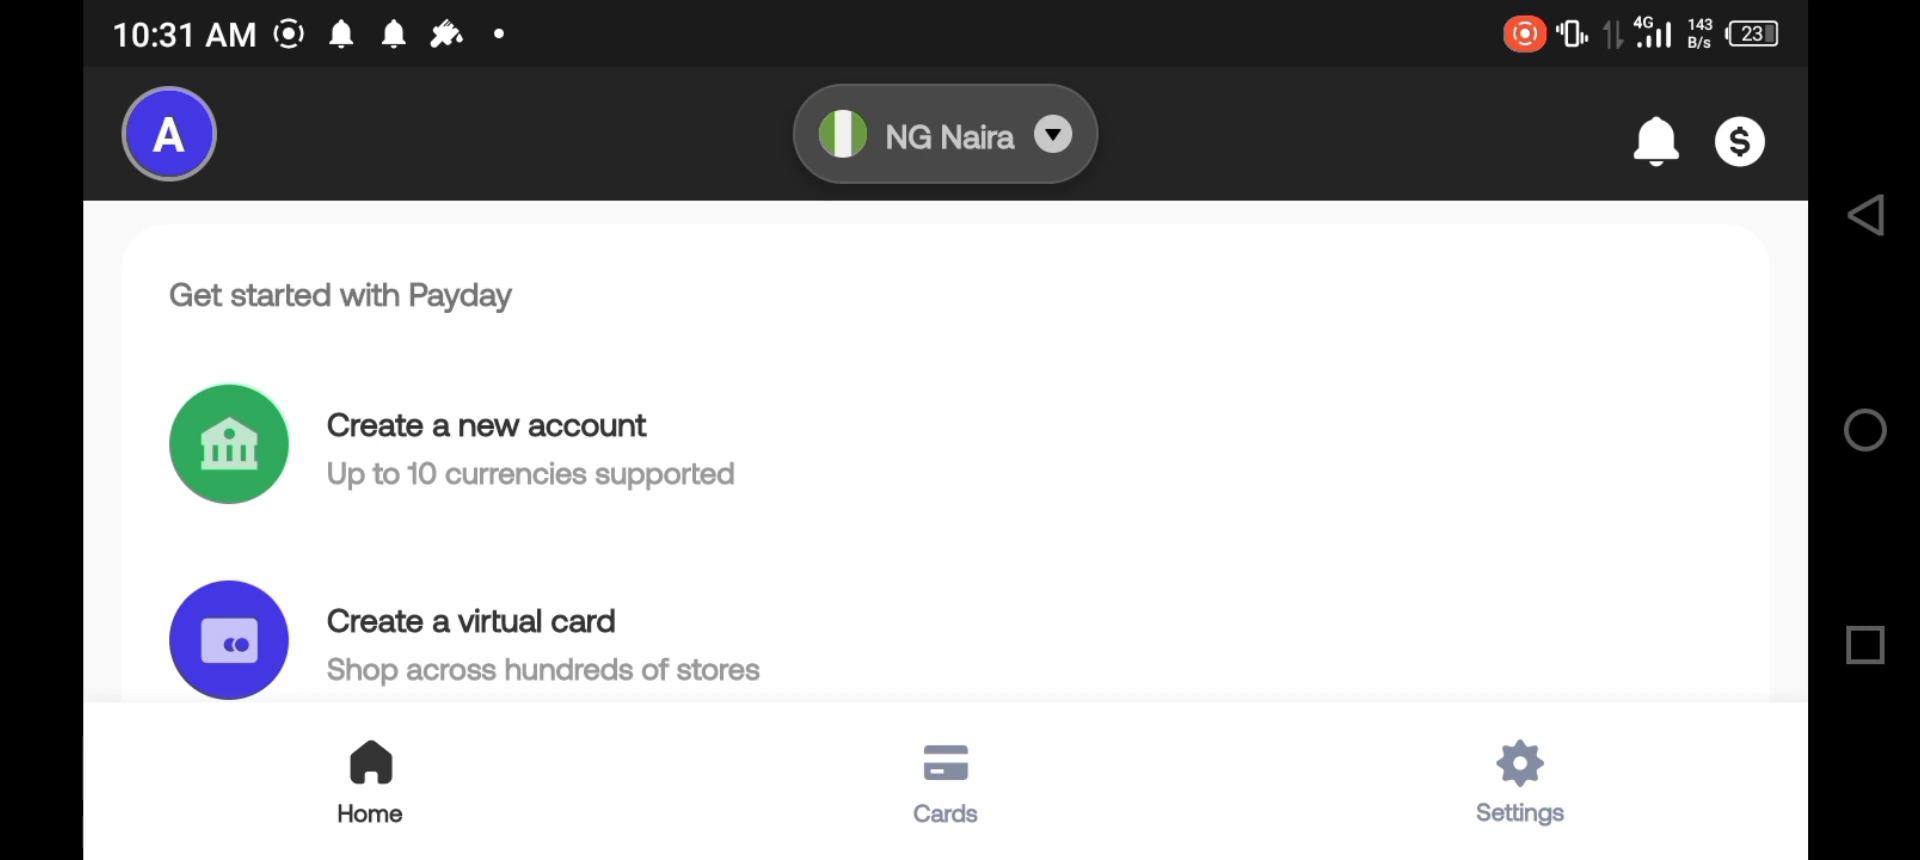 10:31 AM
4G
143
B/s
23
A
NG Naira
$
Get started with Payday
Create a new account
Up to 10 currencies supported
Create a virtual card
Shop across hundreds of stores
Home
Cards
Settings